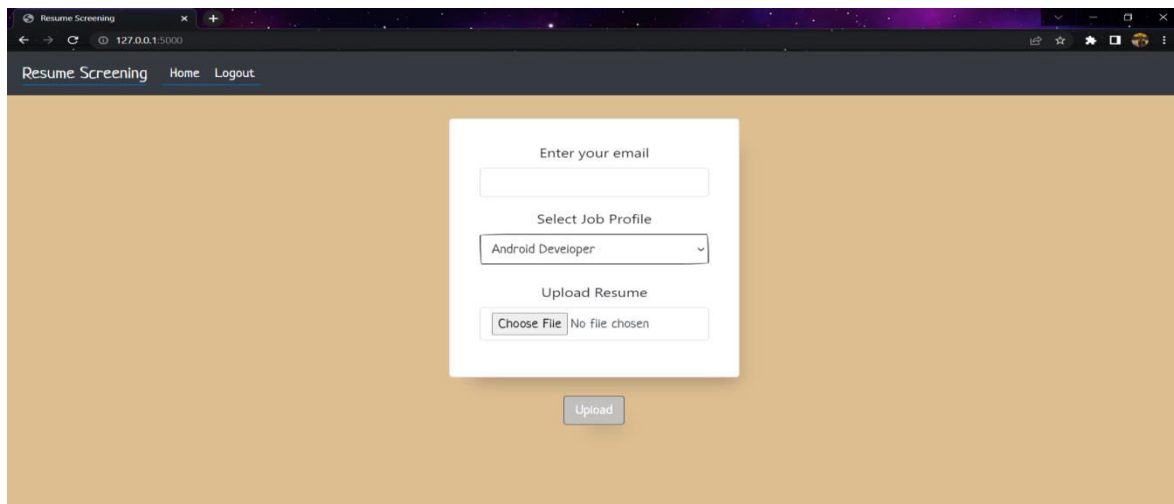 Resume Screening
127.0.0.1:5000
Resume Screening Home Logout
Enter your email
Select Job Profile
Android Developer
Upload Resume
Choose File No file chosen
Upload